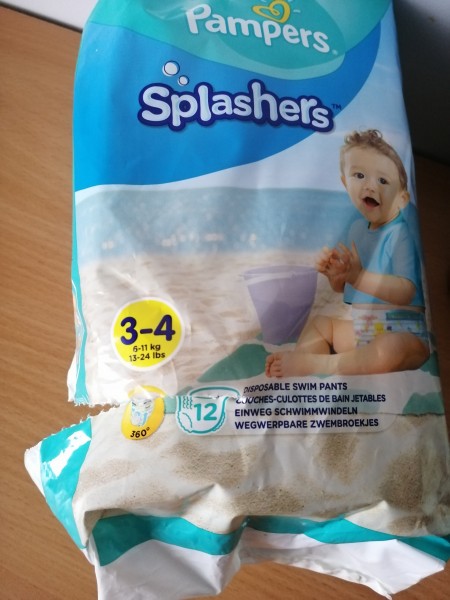 Pampers®
Splashers™
3-4
6-11 kg
13-24 lbs
360°
12
DISPOSABLE SWIM PANTS
COUCHES-CULOTTES DE BAIN JETABLES
EINWEG SCHWIMMWINDELN
WEGWERPBARE ZWEMBROEKJES